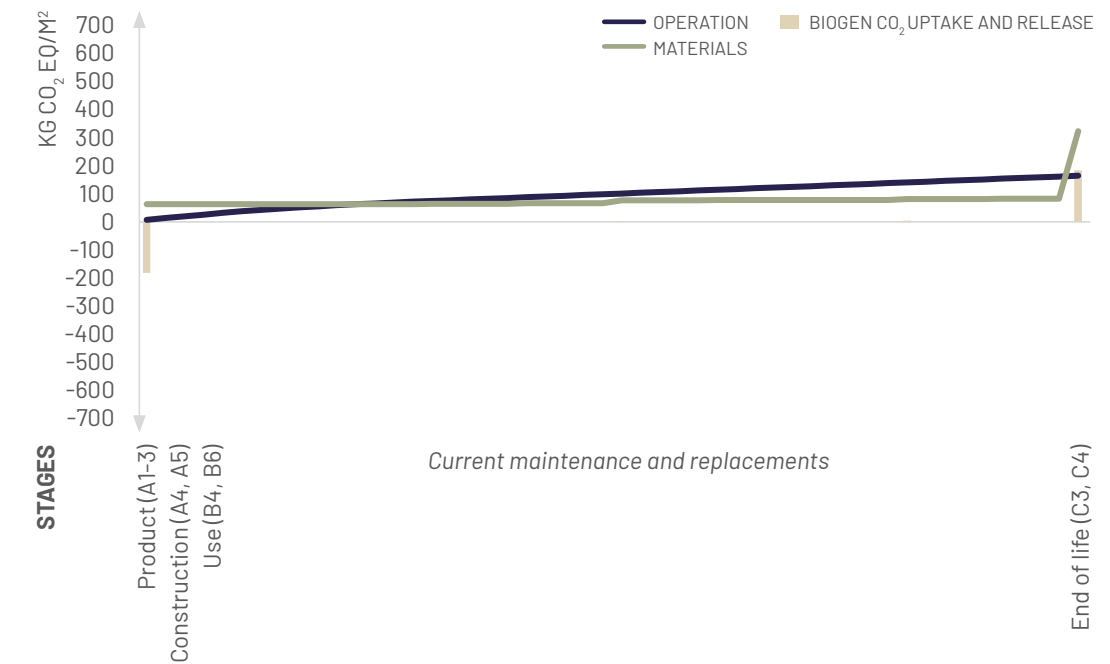 KG CO₂ EQ/M²
700
600
500
400
300
200
100
0
-100
-200
-300
-400
-500
-600
-700
OPERATION
MATERIALS
BIOGEN CO₂ UPTAKE AND RELEASE
STAGES
Product (A1-3)
Construction (A4, A5)
Use (B4, B6)
Current maintenance and replacements
End of life (C3, C4)